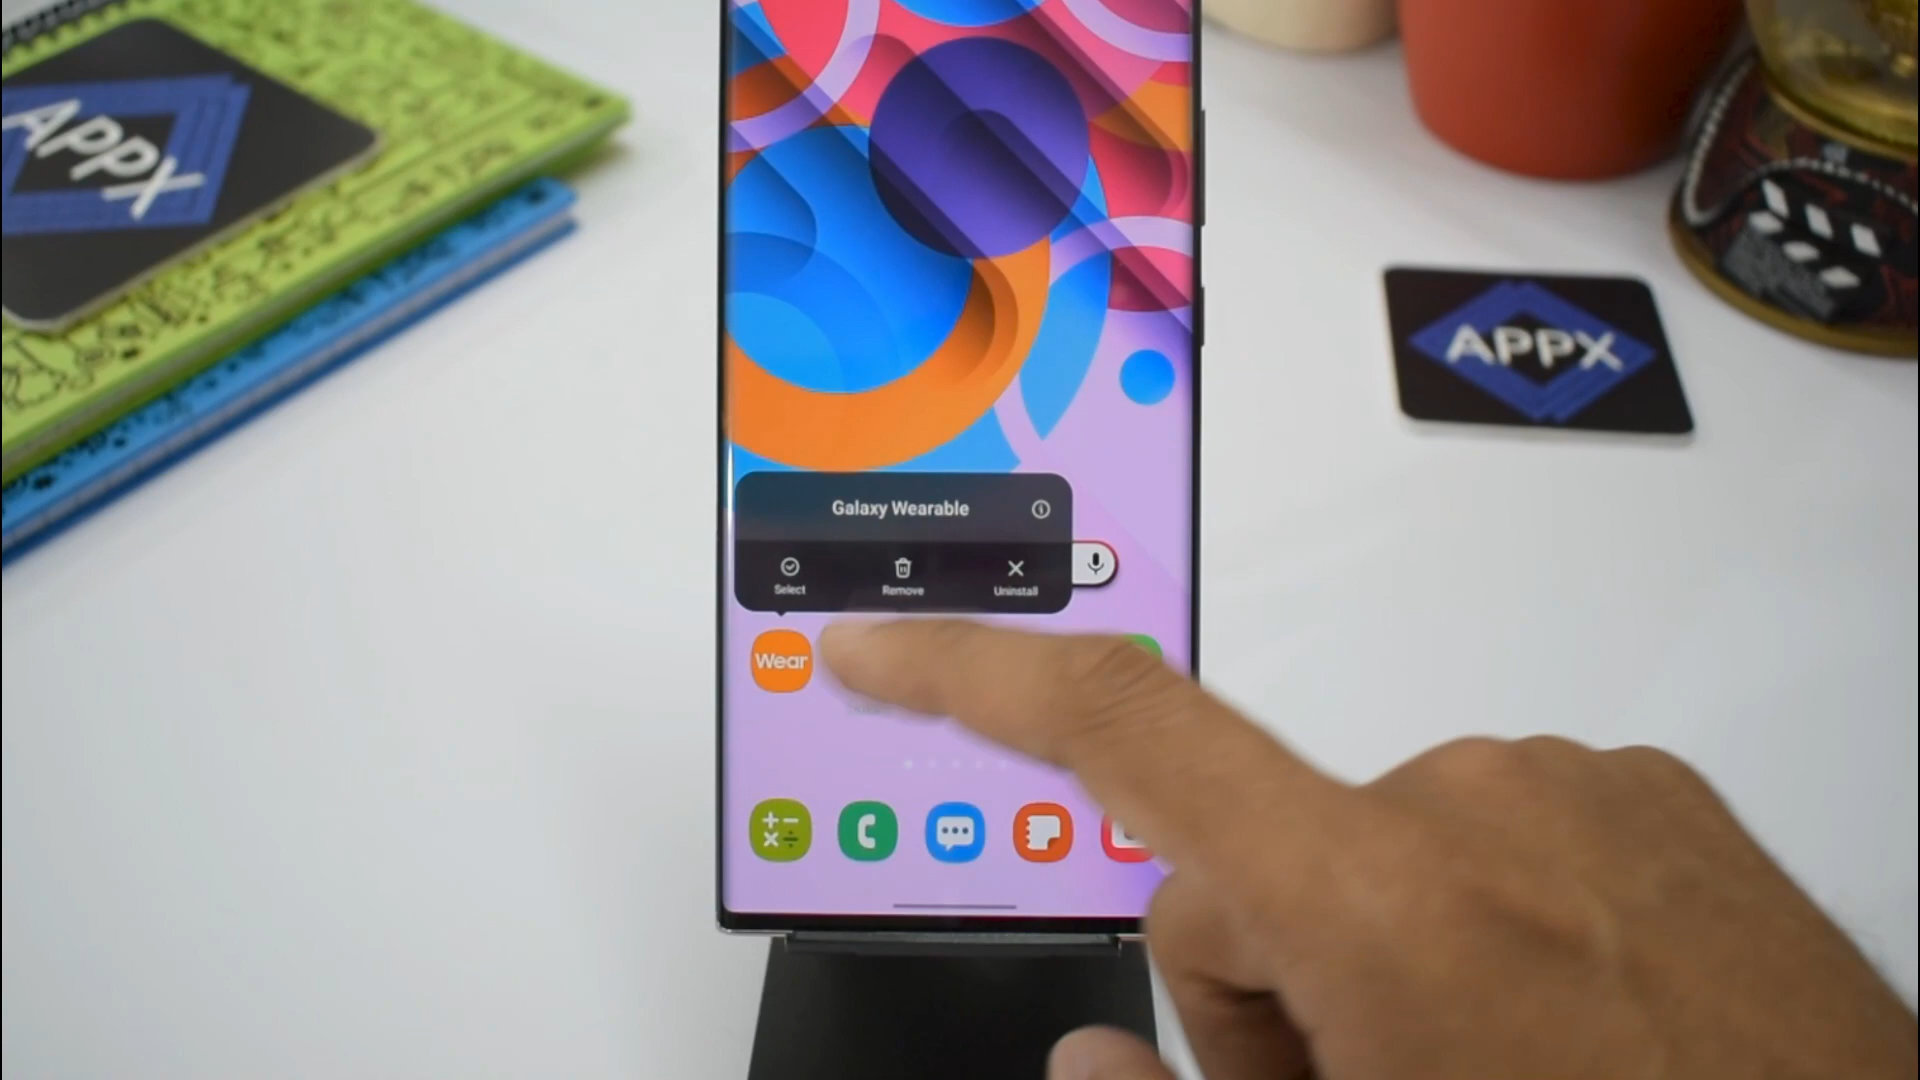 APPX
APPX
Galaxy Wearable
Select
Remove
Uninstall
Wear